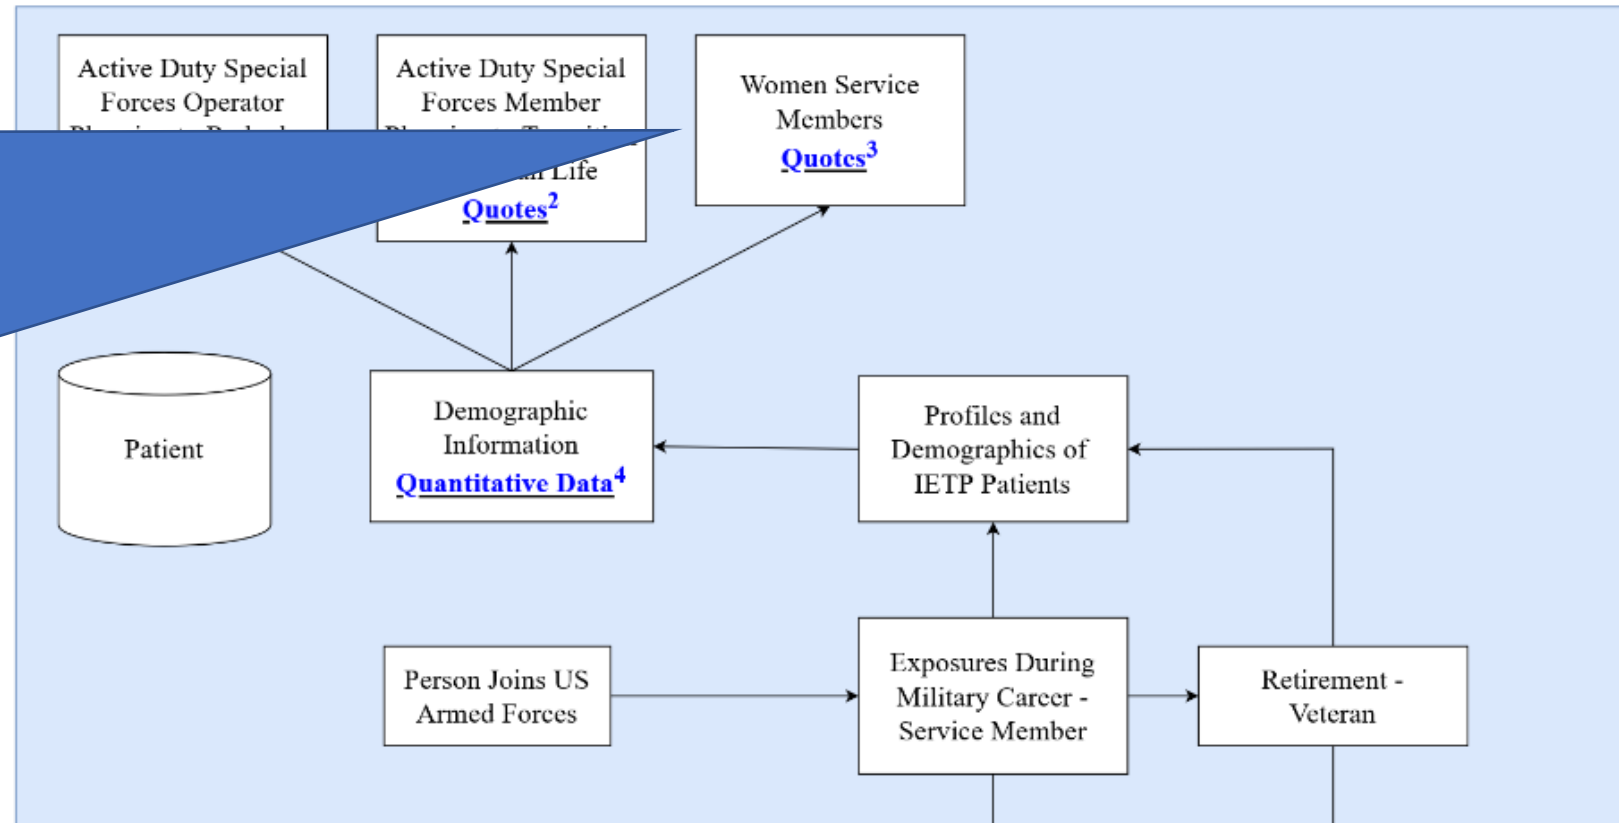 Active Duty Special
Forces Operator
Active Duty Special
Forces Member
Life
Quotes2
Women Service
Members
Quotes3
Patient
Demographic
Information
Quantitative Data4
Profiles and
Demographics of
IETP Patients
Person Joins US
Armed Forces
Exposures During
Military Career -
Service Member
Retirement -
Veteran